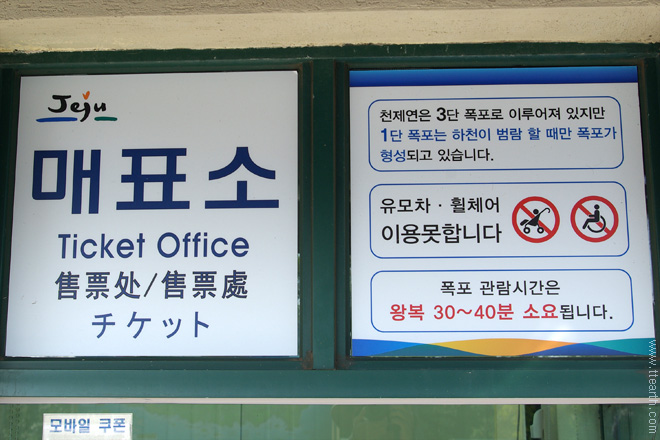 Jeju
매표소
Ticket Office
售票处/售票處
チケット
천제연은 3단 폭포로 이루어져 있지만
1단 폭포는 하천이 범람 할 때만 폭포가
형성되고 있습니다.
유모차 · 휠체어
이용못합니다
폭포 관람시간은
왕복 30~40분 소요됩니다.
모바일 쿠폰
www.ttearth.com